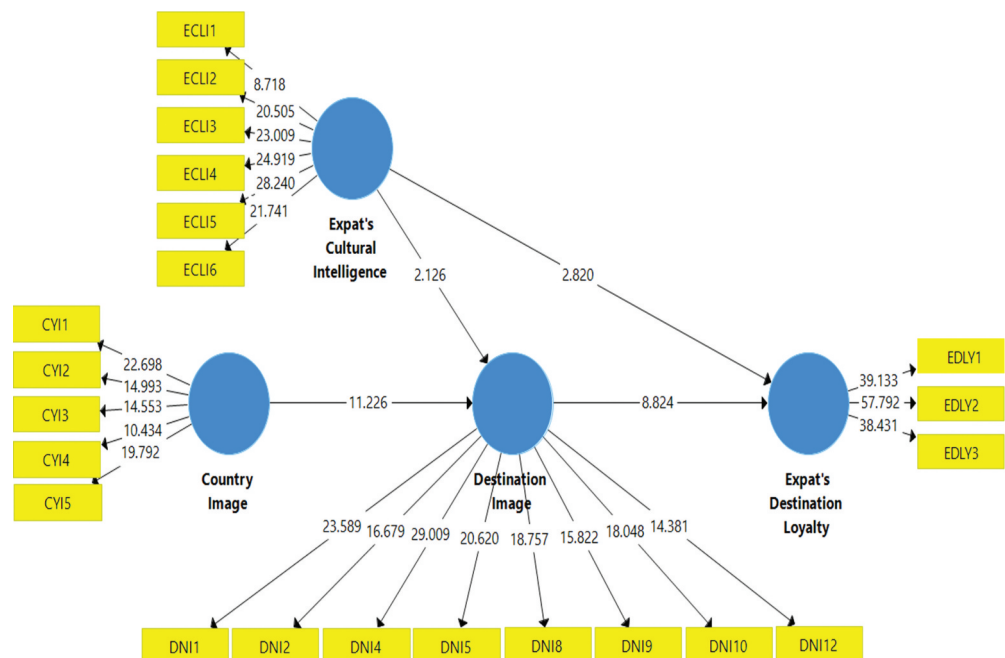 ECLI1
ECLI2
ECLI3
ECLI4
ECLI5
ECLI6
8.718
20.505
23.009
24.919
28.240
21.741
Expat's
Cultural
Intelligence
2.126
2.820
CYI1
CYI2
CYI3
CYI4
CYI5
22.698
14.993
14.553
10.434
19.792
Country
Image
11.226
Destination
Image
8.824
Expat's
Destination
Loyalty
39.133
57.792
38.431
EDLY1
EDLY2
EDLY3
23.589
16.679
29.009
20.620
18.757
15.822
18.048
14.381
DNI1
DNI2
DNI4
DNI5
DNI8
DNI9
DNI10
DNI12